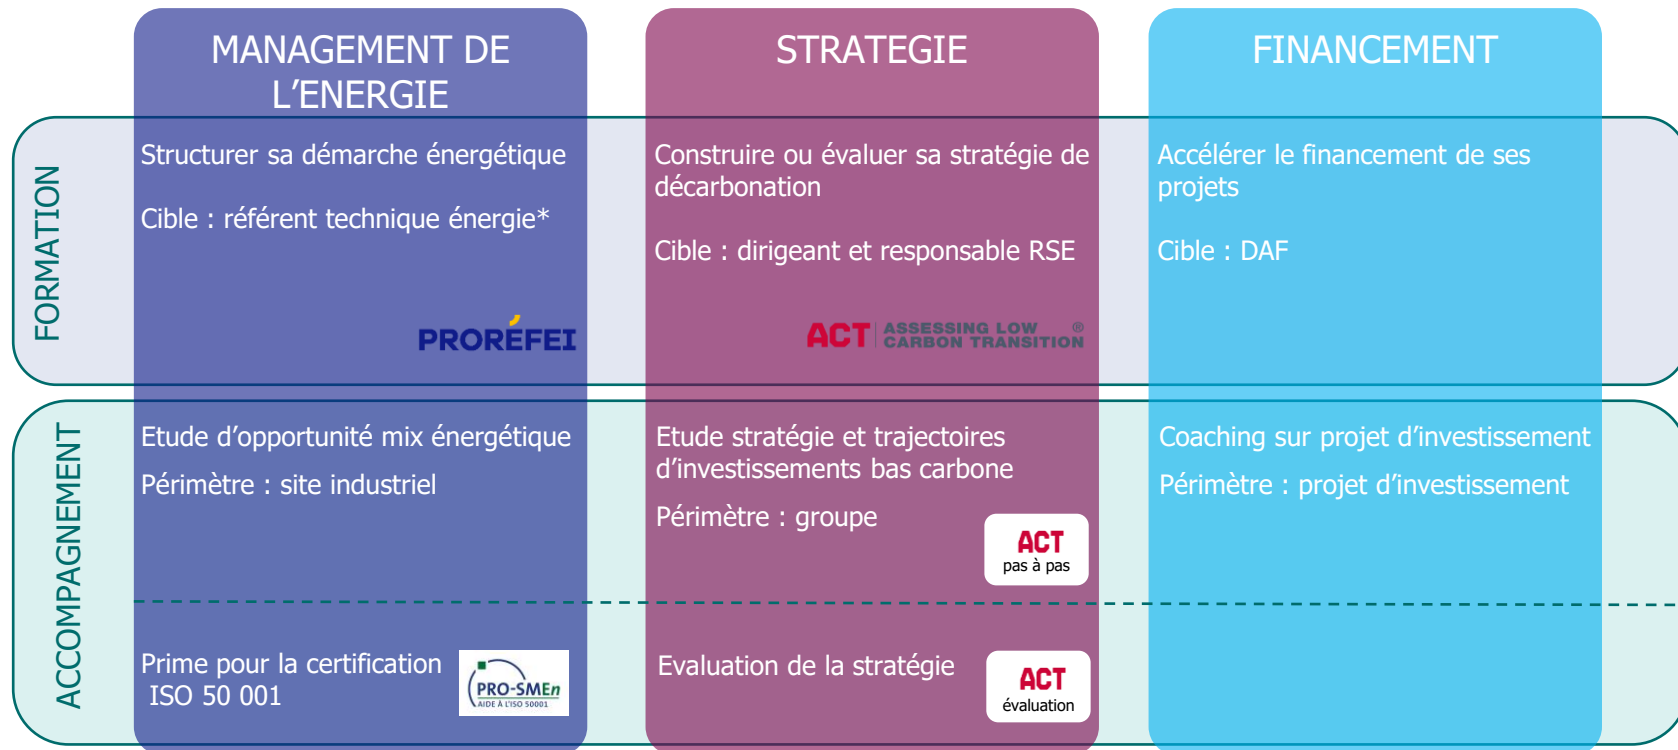 MANAGEMENT DE
L’ENERGIE
STRATEGIE
FINANCEMENT
FORMATION
Structurer sa démarche énergétique
Cible : référent technique énergie*
PRORÉFEI
Construire ou évaluer sa stratégie de
décarbonation
Cible : dirigeant et responsable RSE
ACT ASSESSING LOW ®
CARBON TRANSITION
Accélérer le financement de ses
projets
Cible : DAF
ACCOMPAGNEMENT
Etude d’opportunité mix énergétique
Périmètre : site industriel
Prime pour la certification
ISO 50 001
PRO-SMEn
AIDE À L'ISO 50001
Etude stratégie et trajectoires
d’investissements bas carbone
Périmètre : groupe
ACT
pas à pas
Evaluation de la stratégie
ACT
évaluation
Coaching sur projet d’investissement
Périmètre : projet d’investissement